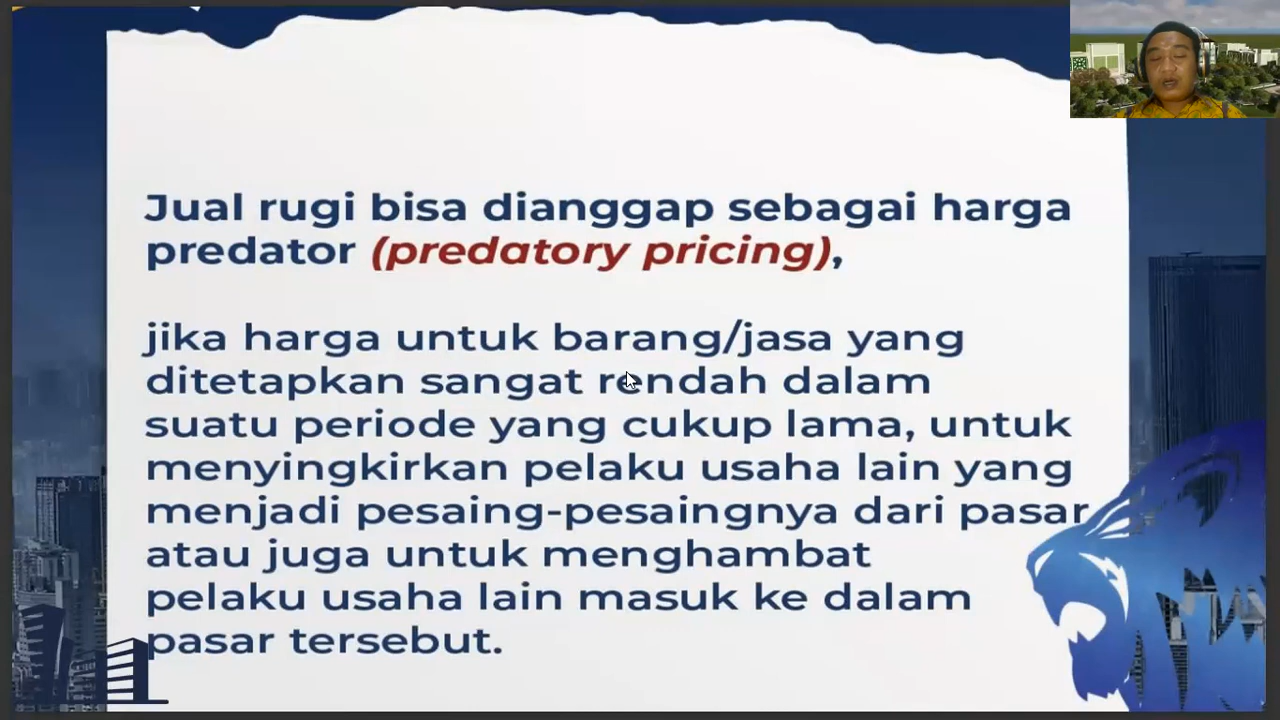 Jual rugi bisa dianggap sebagai harga
predator (predatory pricing),
jika harga untuk barang/jasa yang
ditetapkan sangat rendah dalam
suatu periode yang cukup lama, untuk
menyingkirkan pelaku usaha lain yang
menjadi pesaing-pesaingnya dari pasar
atau juga untuk menghambat
pelaku usaha lain masuk ke dalam
pasar tersebut.